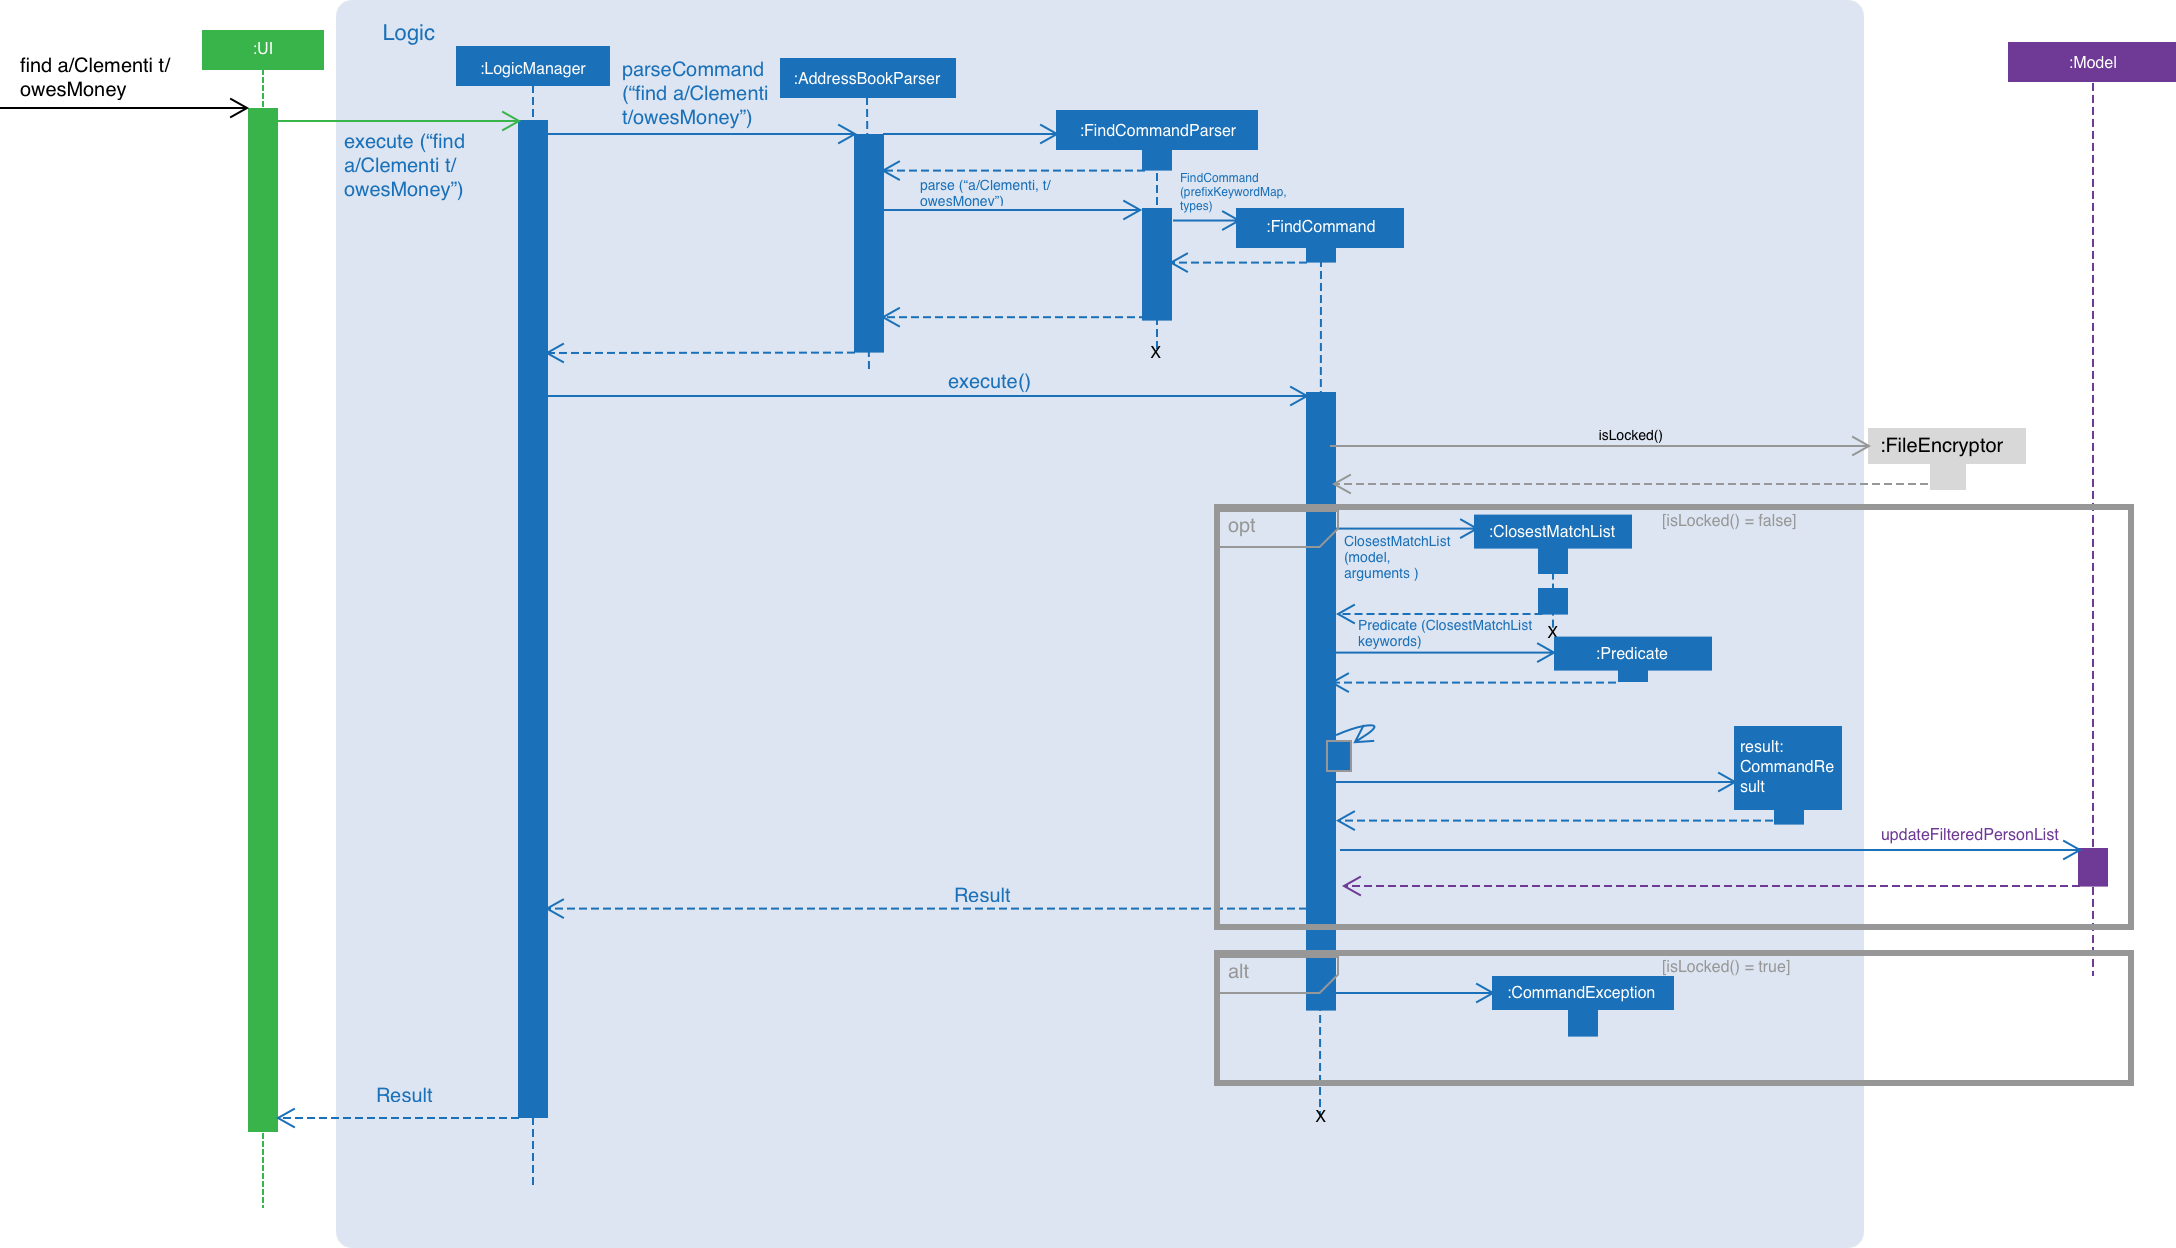 Logic
:UI
find a/Clementi t/
owesMoney
:LogicManager
parseCommand
(“find a/Clementi
t/owesMoney”)
:AddressBookParser
:Model
:FindCommandParser
execute (“find
a/Clementi t/
owesMoney”)
parse (“a/Clementi, t/
owesMoney”)
FindCommand
(prefixKeywordMap,
types)
:FindCommand
X
execute()
isLocked()
:FileEncryptor
opt
[isLocked() = false]
:ClosestMatchList
ClosestMatchList
(model,
arguments )
X
Predicate (ClosestMatchList
keywords)
:Predicate
result:
CommandRe
sult
updateFilteredPersonList
Result
alt
[isLocked() = true]
:CommandException
Result
X